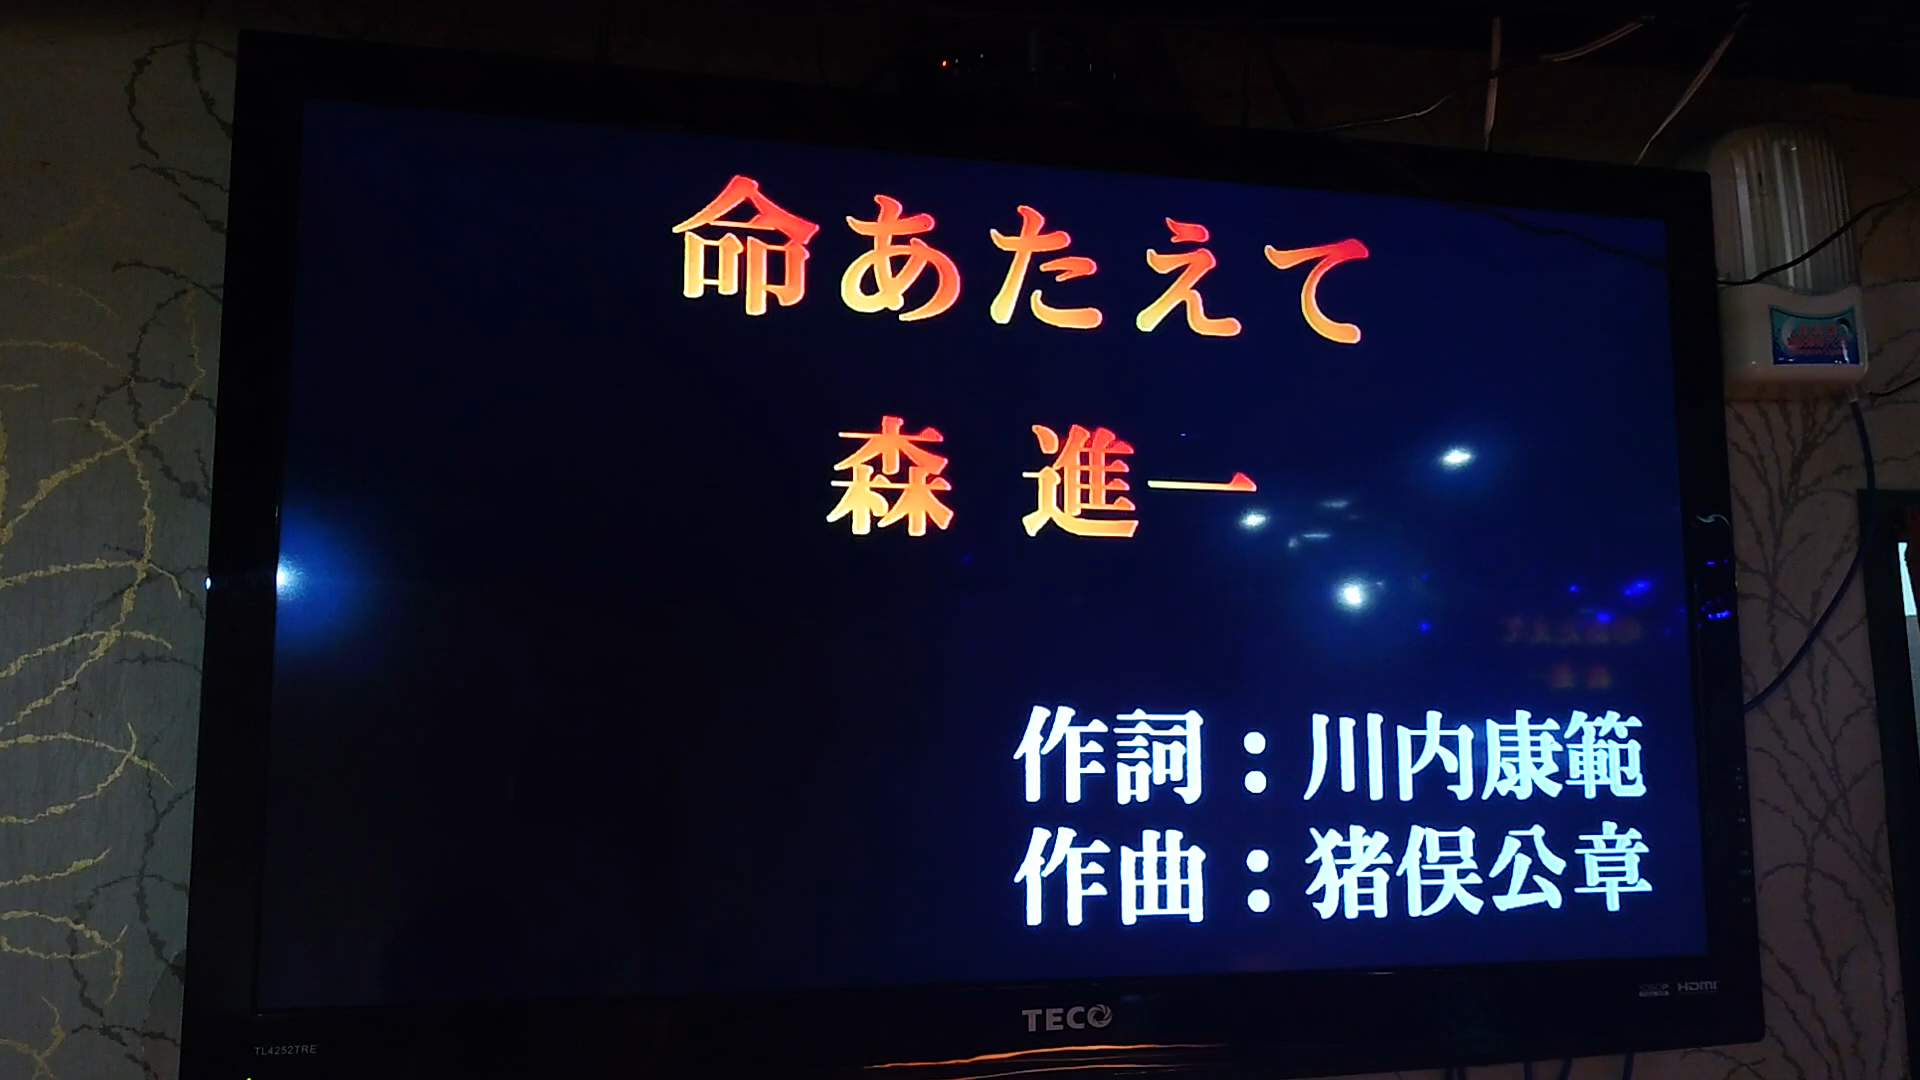 命あたえて
森 進一
作詞：川内康範
作曲：猪俣公章
TECO
1080P
HDMI
TL4252TRE